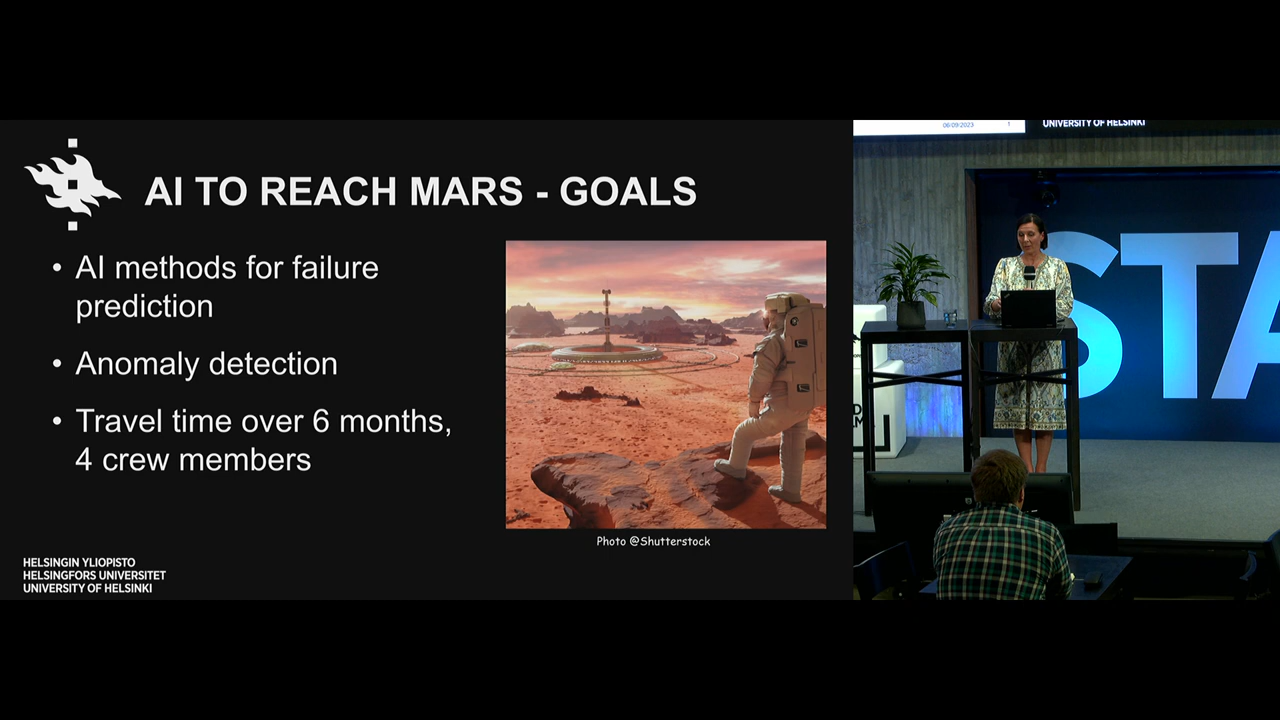 AI TO REACH MARS - GOALS
• AI methods for failure
prediction
• Anomaly detection
• Travel time over 6 months,
4 crew members
Photo @Shutterstock
HELSINGIN YLIOPISTO
HELSINGFORS UNIVERSITET
UNIVERSITY OF HELSINKI
06/09/2023
1
UNIVERSITY OF HELSINKI
STA